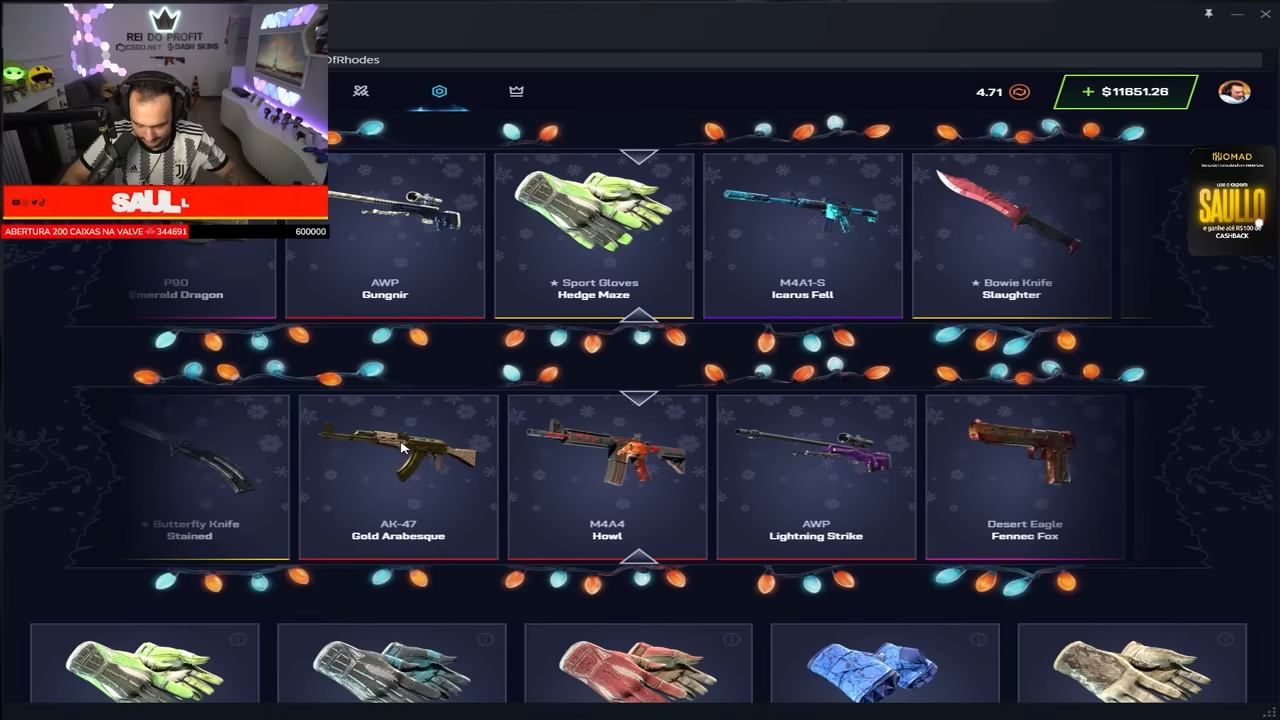 REI DO PROFIT
CSGO.NET DASH SKINS
SAUL L
ABERTURA 200 CAIXAS NA VALVE 344691
600000
OfRhodes
4.71
+ $11651.26
NOMAD
use o cupom
SAULLO
e ganhe até R$100 de
CASHBACK
P90
Emerald Dragon
AWP
Gungnir
★ Sport Gloves
Hedge Maze
M4A1-S
Icarus Fell
★ Bowie Knife
Slaughter
★ Butterfly Knife
Stained
AK-47
Gold Arabesque
M4A4
Howl
AWP
Lightning Strike
Desert Eagle
Fennec Fox